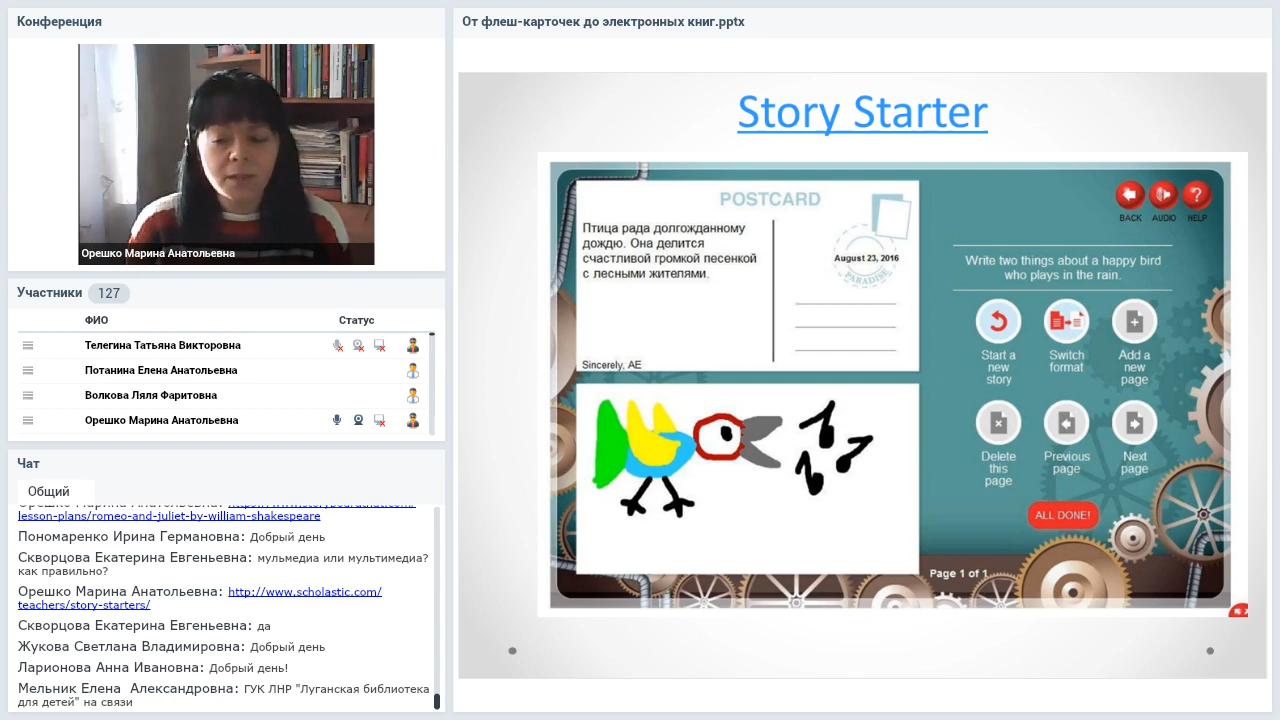 Конференция
Орешко Марина Анатольевна
Участники 127
ФИО Статус
Телегина Татьяна Викторовна
Потанина Елена Анатольевна
Волкова Ляля Фаритовна
Орешко Марина Анатольевна
Чат
Общий
lesson-plans/romeo-and-juliet-by-william-shakespeare
Пономаренко Ирина Германовна: Добрый день
Скворцова Екатерина Евгеньевна: мульмедиа или мультимедиа?
как правильно?
Орешко Марина Анатольевна: http://www.scholastic.com/
teachers/story-starters/
Скворцова Екатерина Евгеньевна: да
Жукова Светлана Владимировна: Добрый день
Ларионова Анна Ивановна: Добрый день!
Мельник Елена Александровна: ГУК ЛНР "Луганская библиотека
для детей" на связи
От флеш-карточек до электронных книг.pptx
Story Starter
POSTCARD
Птица рада долгожданному
дождю. Она делится
счастливой громкой песенкой
с лесными жителями.
August 23, 2016
PARADISE
Sincerely, AE
BACK AUDIO HELP
Write two things about a happy bird
who plays in the rain.
Start a
new
story
Switch
format
Add a
new
page
Delete
this
page
Previous
page
Next
page
ALL DONE!
Page 1 of 1